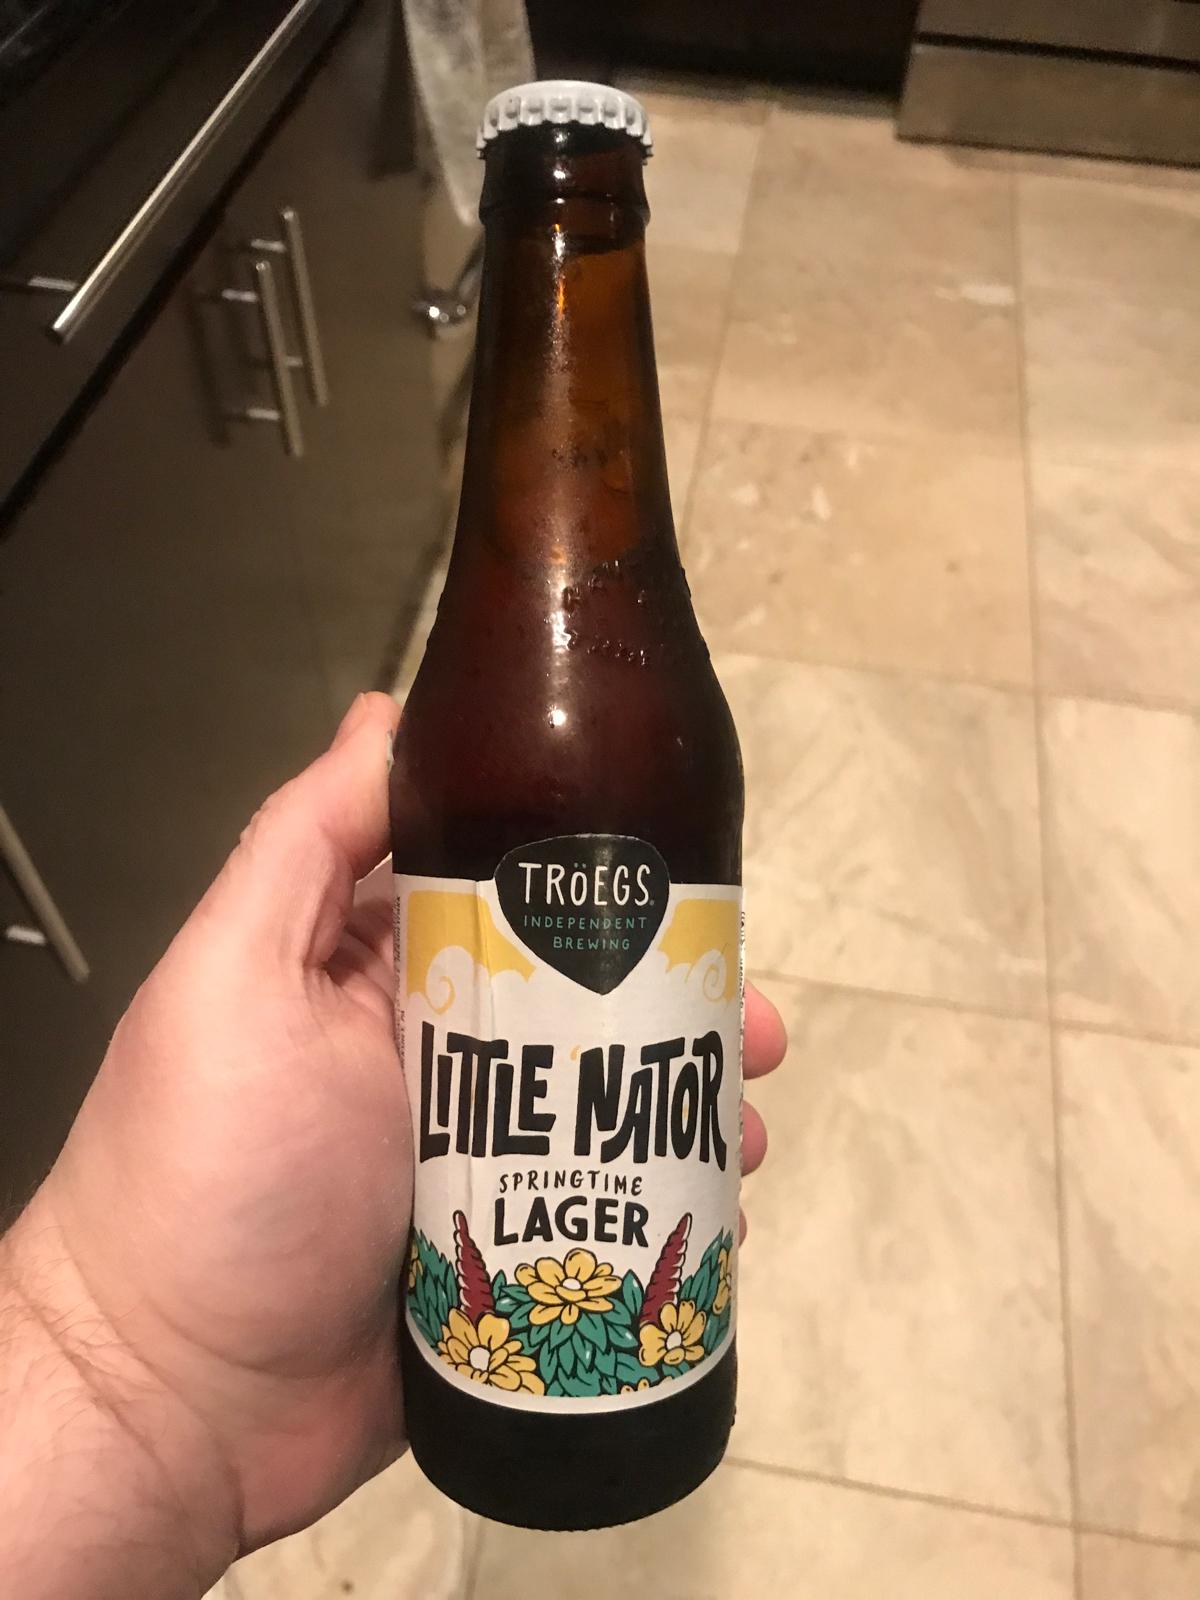 TRÖEGS
INDEPENDENT
BREWING
LITTLE 'NATOR
SPRINGTIME
LAGER